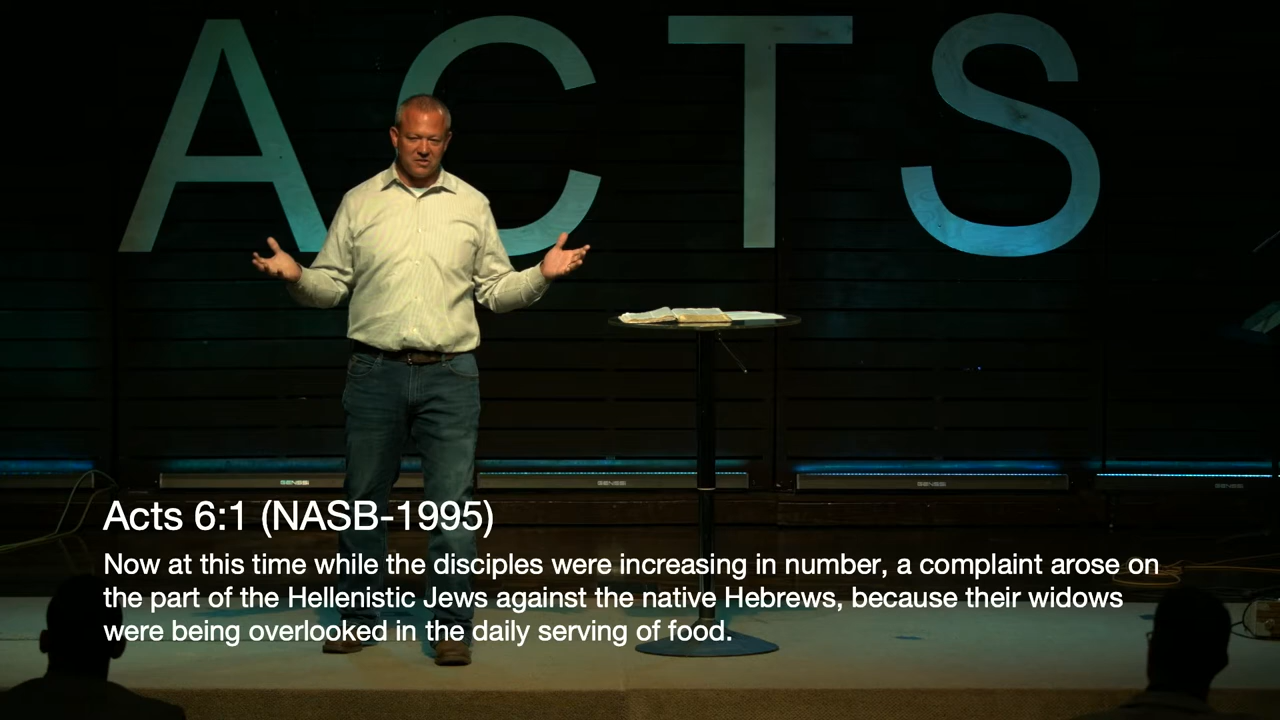 ACTS
Acts 6:1 (NASB-1995)
Now at this time while the disciples were increasing in number, a complaint arose on
the part of the Hellenistic Jews against the native Hebrews, because their widows
were being overlooked in the daily serving of food.